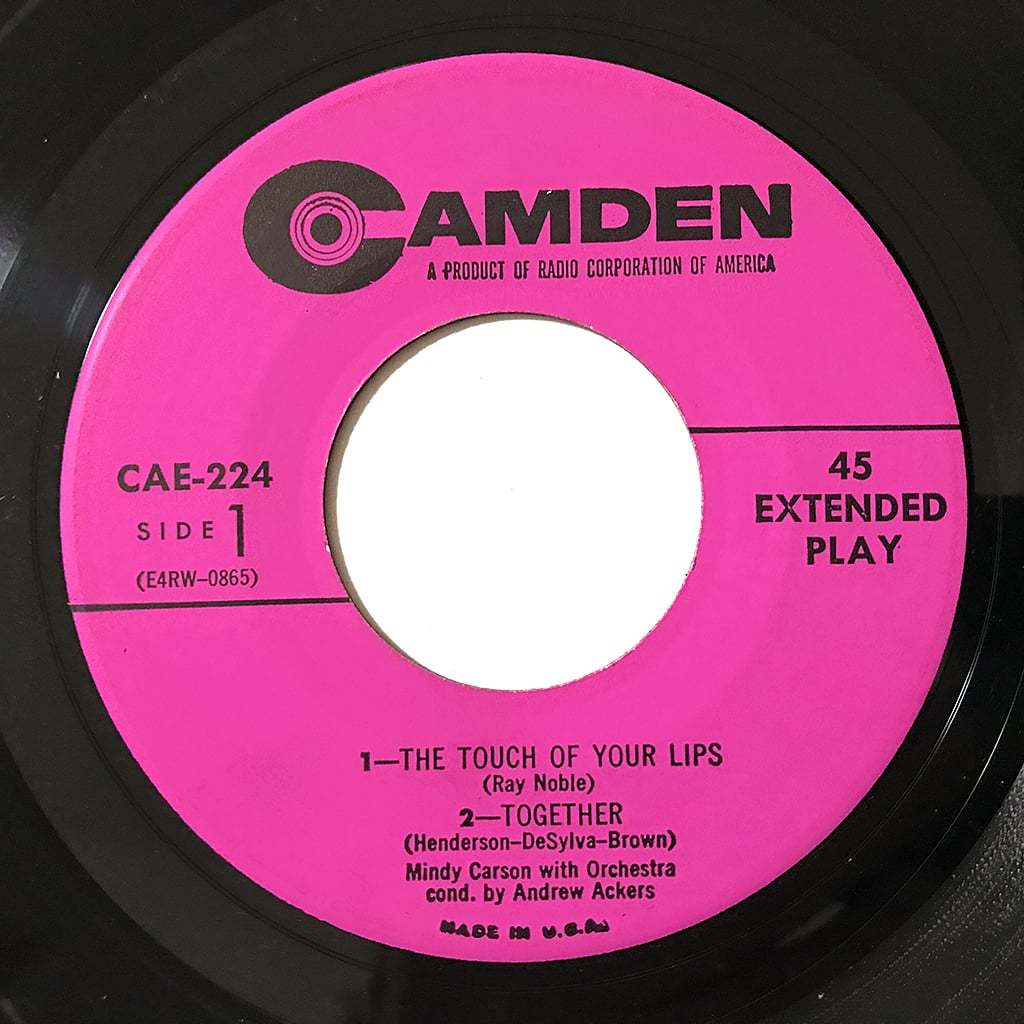 CAMDEN
A PRODUCT OF RADIO CORPORATION OF AMERICA
CAE-224
SIDE 1
(E4RW-0865)
45
EXTENDED
PLAY
1—THE TOUCH OF YOUR LIPS
(Ray Noble)
2—TOGETHER
(Henderson-DeSylva-Brown)
Mindy Carson with Orchestra
cond. by Andrew Ackers
MADE IN U.S.A.